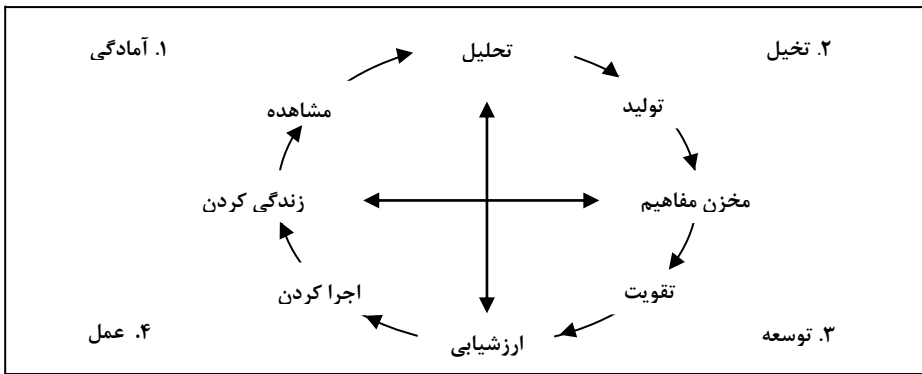 ۲. تخیل
تحلیل
۱. آمادگی
تولید
مشاهده
مخزن مفاهیم
زندگی کردن
تقویت
اجرا کردن
۳. توسعه
ارزشیابی
۴. عمل